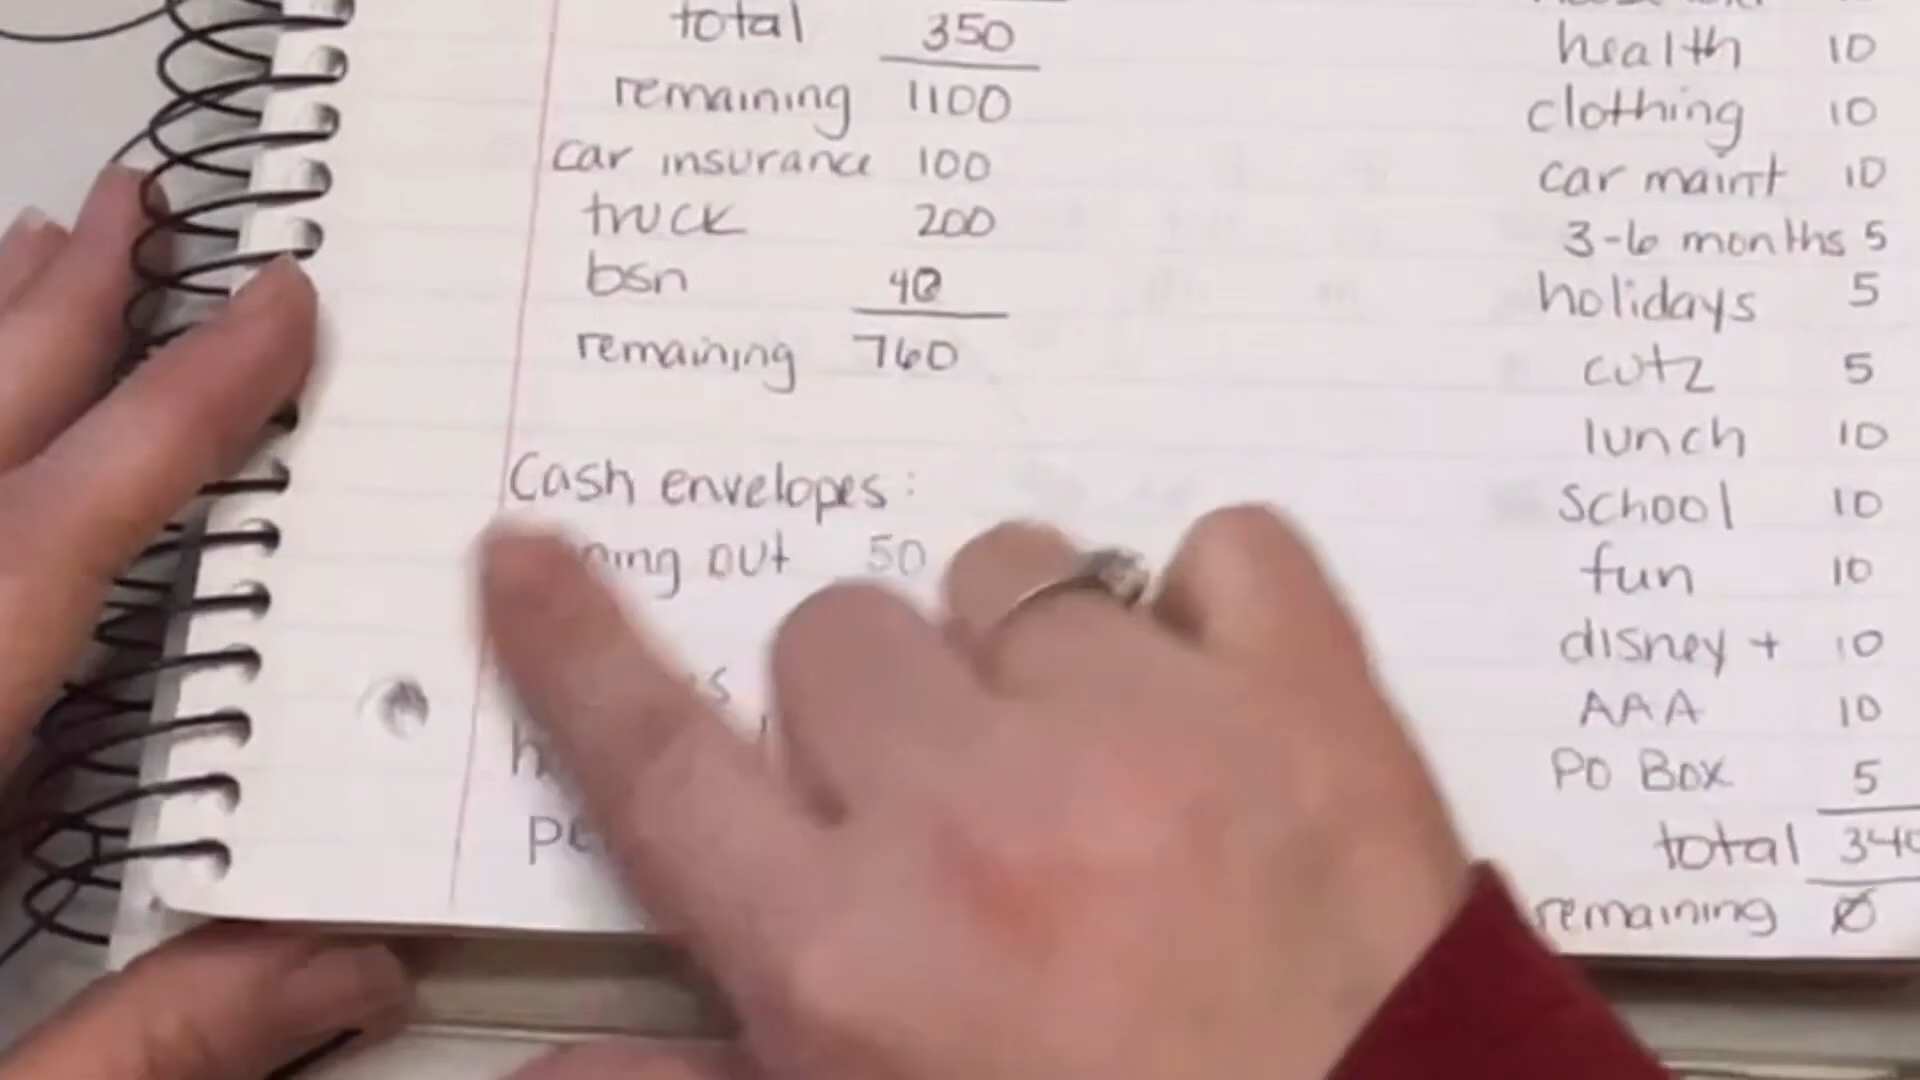 total 350
remaining 1100
car insurance 100
truck 200
bsn 40
remaining 760
Cash envelopes:
out 50
health 10
clothing 10
car maint 10
3-6 months 5
holidays 5
cutz 5
lunch 10
School 10
fun 10
disney + 10
AAA 10
PO Box 5
total 340
remaining Ø